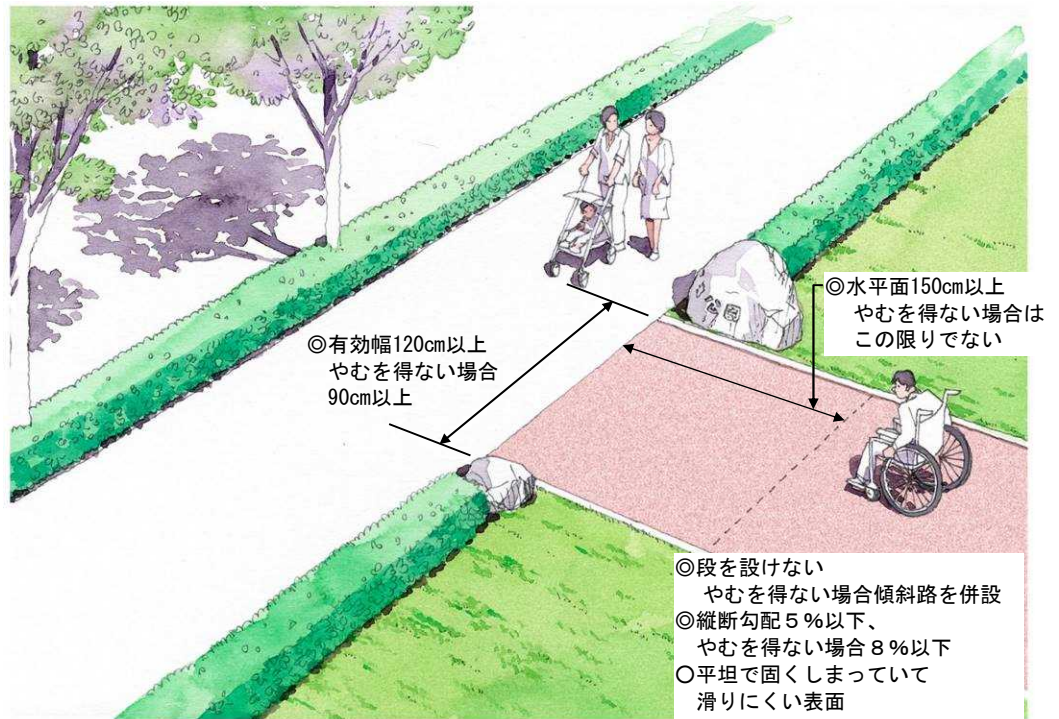 ◎水平面150cm以上
やむを得ない場合は
この限りでない
◎有効幅120cm以上
やむを得ない場合
90cm以上
公園
◎段を設けない
やむを得ない場合傾斜路を併設
◎縦断勾配5%以下、
やむを得ない場合8%以下
○平坦で固くしまっていて
滑りにくい表面